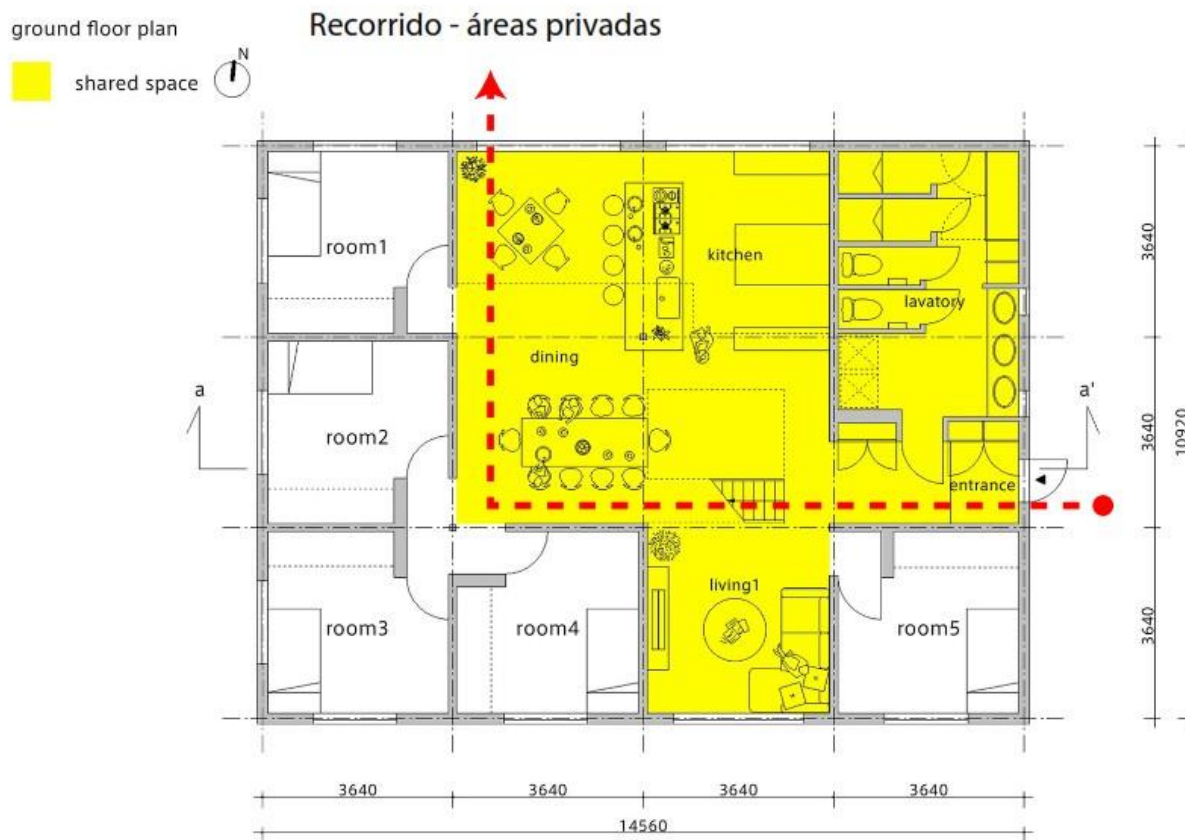 ground floor plan
Recorrido - áreas privadas
shared space
N
room1
kitchen
lavatory
3640
dining
a
a'
room2
3640
10920
entrance
living1
room3
room4
room5
3640
3640
3640
3640
3640
14560